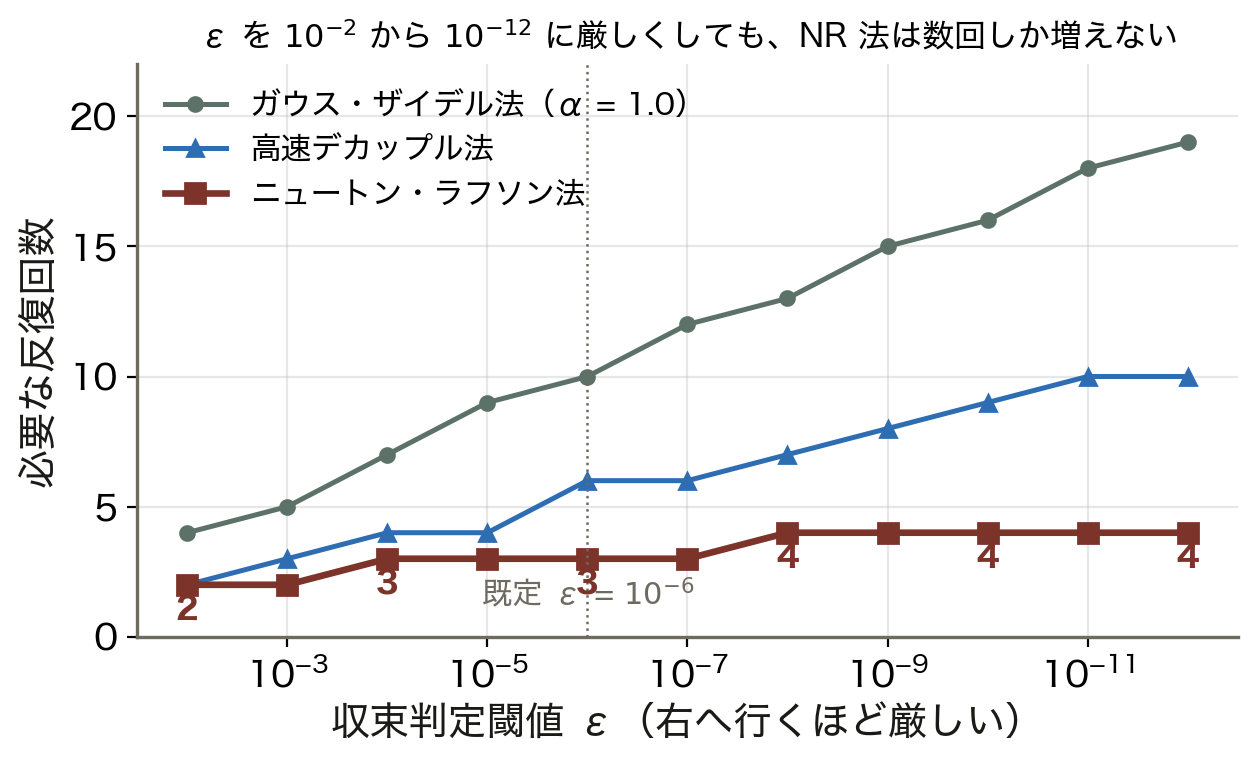 ε を 10⁻² から 10⁻¹² に厳しくしても、NR 法は数回しか増えない
ガウス・ザイデル法（α = 1.0）
高速デカップル法
ニュートン・ラフソン法
必要な反復回数
20
15
10
5
0
2
3
3
4
4
4
既定 ε = 10⁻⁶
10⁻³
10⁻⁵
10⁻⁷
10⁻⁹
10⁻¹¹
収束判定閾値 ε （右へ行くほど厳しい）